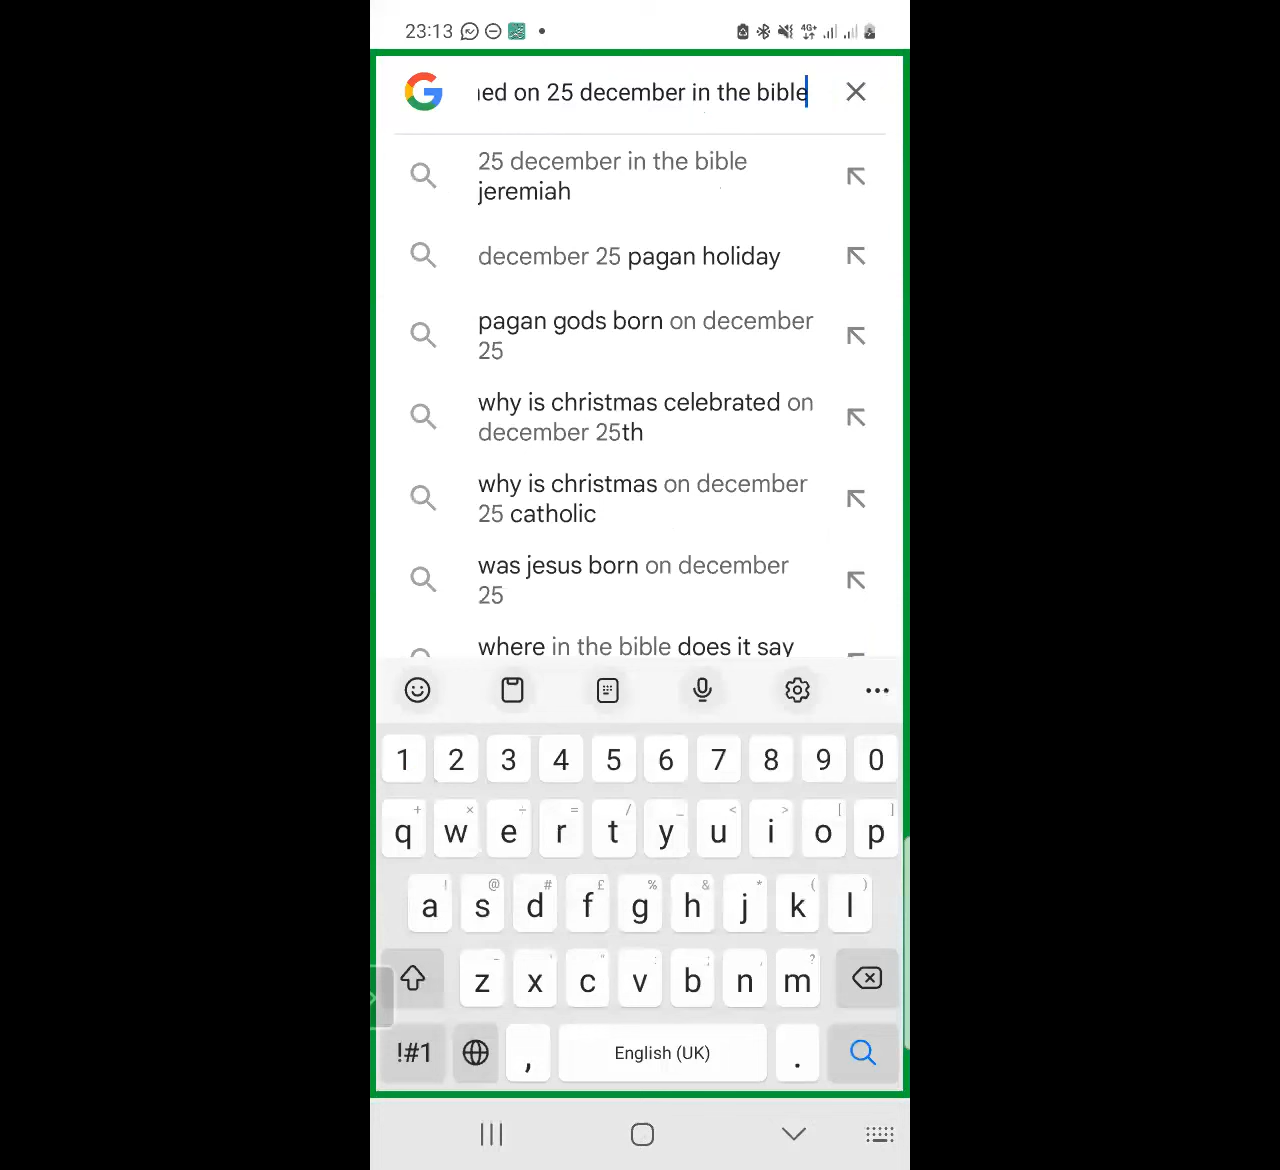 23:13 4G+
ned on 25 december in the bible
25 december in the bible
jeremiah
december 25 pagan holiday
pagan gods born on december
25
why is christmas celebrated on
december 25th
why is christmas on december
25 catholic
was jesus born on december
25
where in the bible does it say
1 2 3 4 5 6 7 8 9 0
+ × ÷ = / _ < > [ ]
q w e r t y u i o p
! @ # £ % & * ( )
a s d f g h j k l
- ' " : ; , ?
z x c v b n m
!#1 , English (UK) .